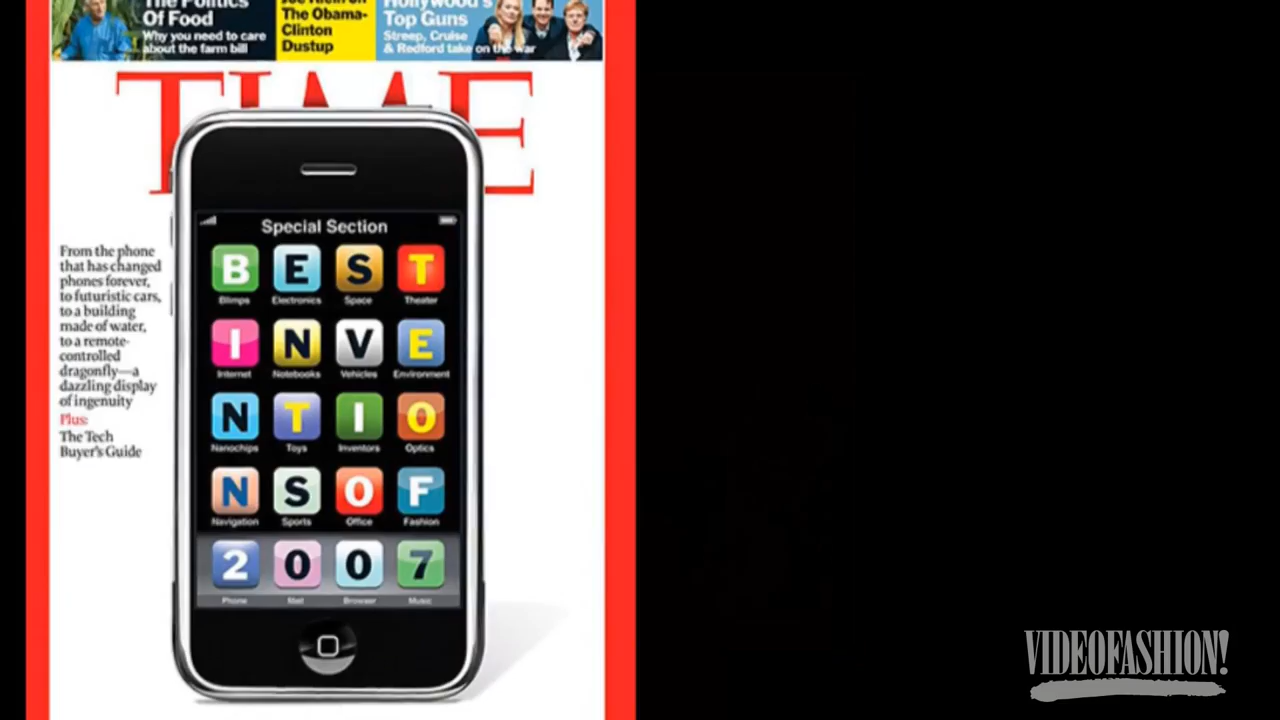 The Politics
Of Food
Why you need to care
about the farm bill
Joe Klein on
The Obama-
Clinton
Dustup
Hollywood's
Top Guns
Streep, Cruise
& Redford take on the war
TIME
Special Section
B E S T
Blimps Electronics Space Theater
I N V E
Internet Notebooks Vehicles Environment
N T I O
Nanochips Toys Inventors Optics
N S O F
Navigation Sports Office Fashion
2 0 0 7
Phone Mail Browser Music
From the phone
that has changed
phones forever,
to futuristic cars,
to a building
made of water,
to a remote-
controlled
dragonfly—a
dazzling display
of ingenuity
Plus:
The Tech
Buyer's Guide
VIDEOFASHION!